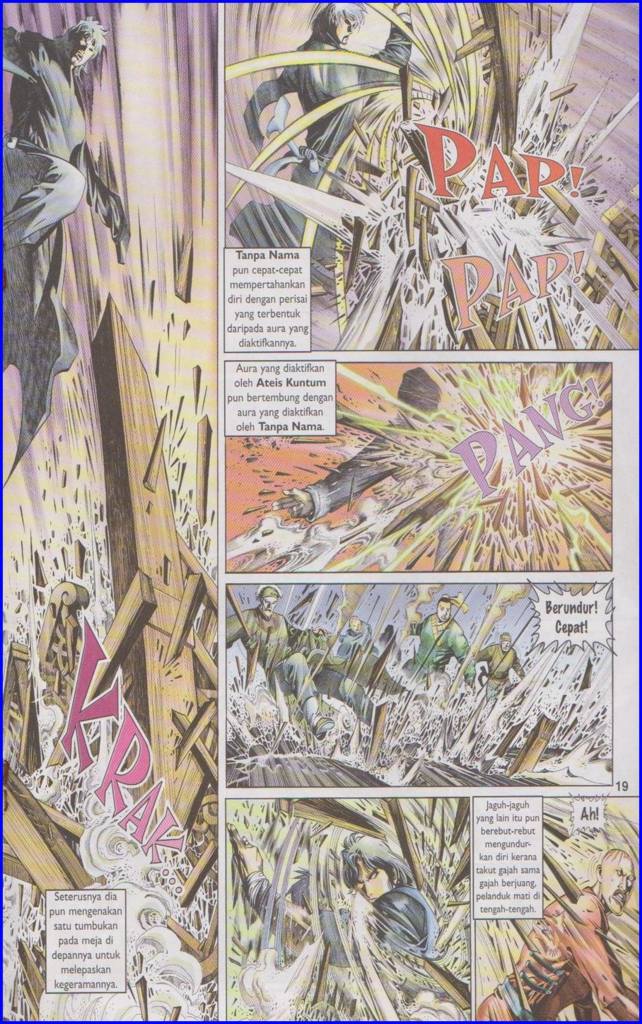 KRAK...
Seterusnya dia
pun mengenakan
satu tumbukan
pada meja di
depannya untuk
melepaskan
kegeramannya.
PAP!
PAP!
Tanpa Nama
pun cepat-cepat
mempertahankan
diri dengan perisai
yang terbentuk
daripada aura yang
diaktifkannya.
Aura yang diaktifkan
oleh Ateis Kuntum
pun bertembung dengan
aura yang diaktifkan
oleh Tanpa Nama.
PANG!
Berundur!
Cepat!
19
Jaguh-jaguh
yang lain itu pun
berebut-rebut
mengundur-
kan diri kerana
takut gajah sama
gajah berjuang,
pelanduk mati di
tengah-tengah.
Ah!